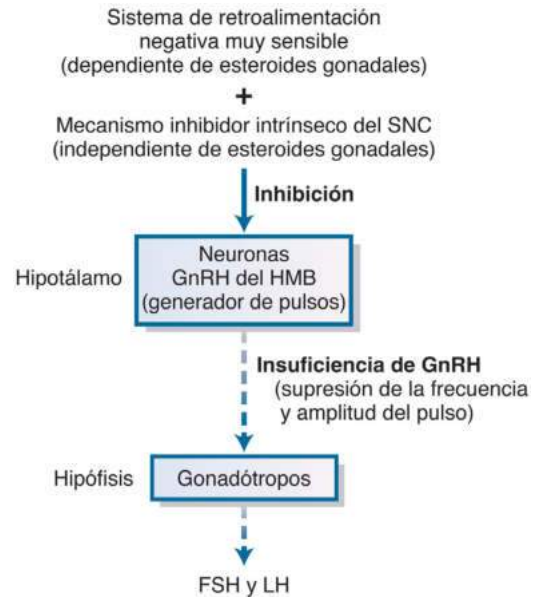 Sistema de retroalimentación
negativa muy sensible
(dependiente de esteroides gonadales)
+
Mecanismo inhibidor intrínseco del SNC
(independiente de esteroides gonadales)
Inhibición
Hipotálamo
Neuronas
GnRH del HMB
(generador de pulsos)
Insuficiencia de GnRH
(supresión de la frecuencia
y amplitud del pulso)
Hipófisis
Gonadótropos
FSH y LH